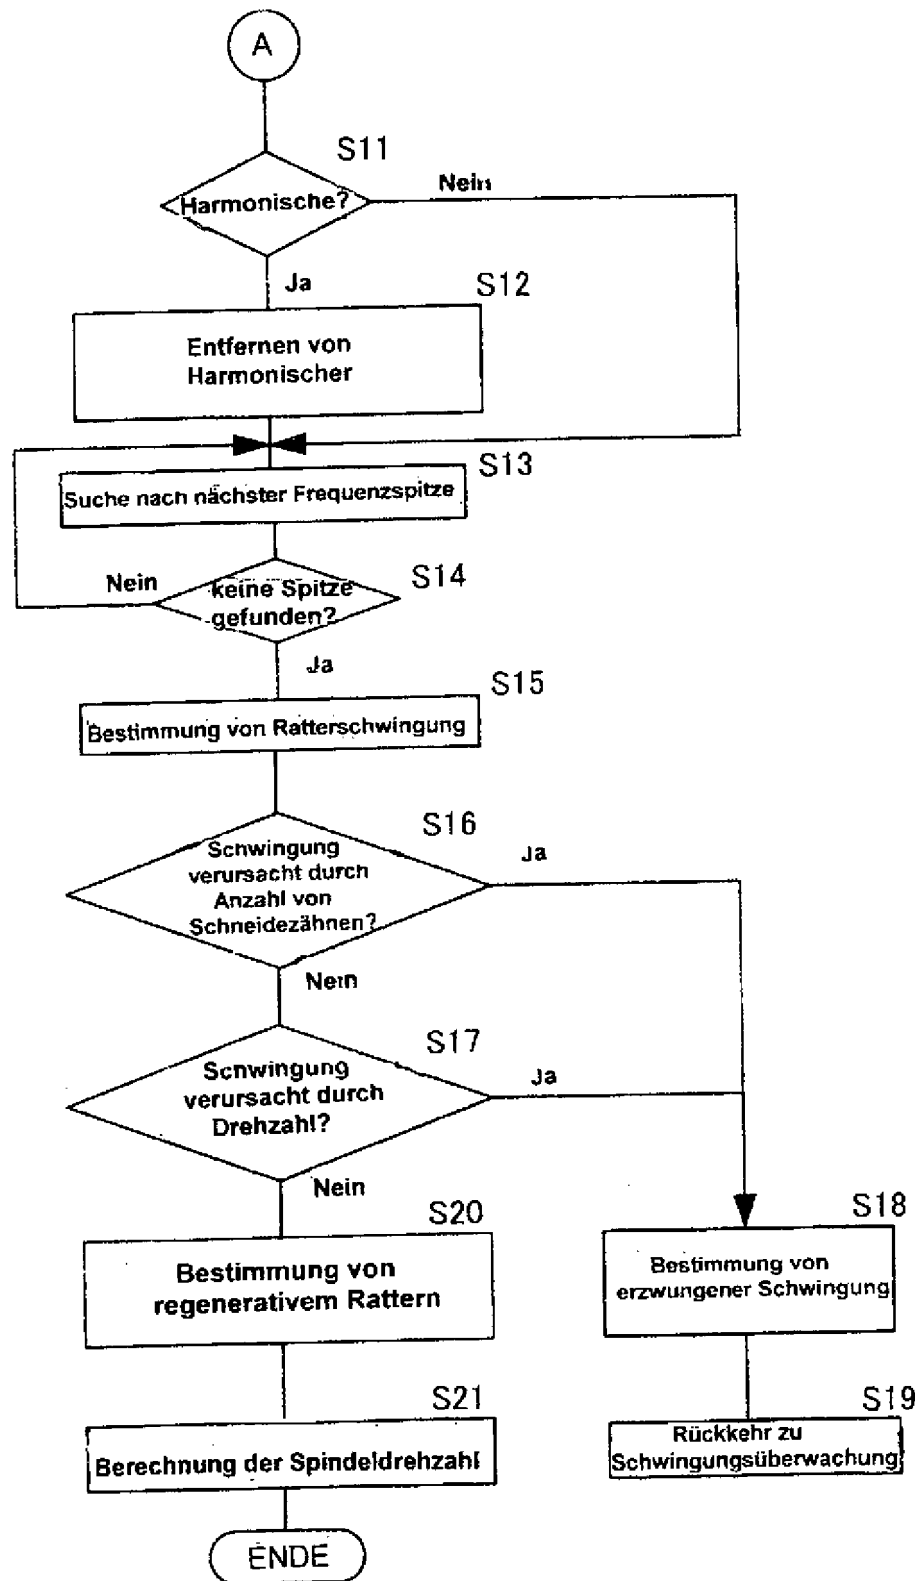 A
S11
Harmonische?
Nein
Ja
S12
Entfernen von
Harmonischer
S13
Suche nach nächster Frequenzspitze
Nein
S14
keine Spitze
gefunden?
Ja
S15
Bestimmung von Ratterschwingung
S16
Schwingung
verursacht durch
Anzahl von
Schneidezähnen?
Ja
Nein
S17
Schwingung
verursacht durch
Drehzahl?
Ja
Nein
S20
Bestimmung von
regenerativem Rattern
S18
Bestimmung von
erzwungener Schwingung
S21
Berechnung der Spindeldrehzahl
S19
Rückkehr zu
Schwingungsüberwachung
ENDE